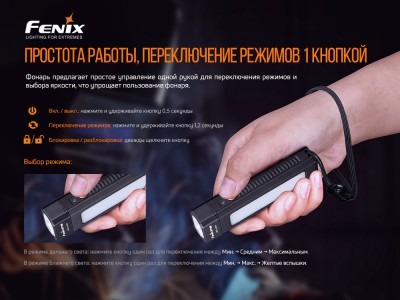 FENIX
LIGHTING FOR EXTREMES
ПРОСТОТА РАБОТЫ, ПЕРЕКЛЮЧЕНИЕ РЕЖИМОВ 1 КНОПКОЙ
Фонарь предлагает простое управление одной рукой для переключения режимов и
выбора яркости, что упрощает пользование фонаря.
Вкл. / выкл.: нажмите и удерживайте кнопку 0,5 секунды
Переключение режимов: нажмите и удерживайте кнопку 1,2 секунды
Блокировка / разблокировка: дважды щелкните кнопку.
Выбор режима:
В режиме дальнего света: нажмите кнопку один раз для переключения между Мин. → Средним → Максимальным.
В режиме ближнего света: нажмите кнопку один раз для переключения между Мин. → Макс. → Желтые вспышки.